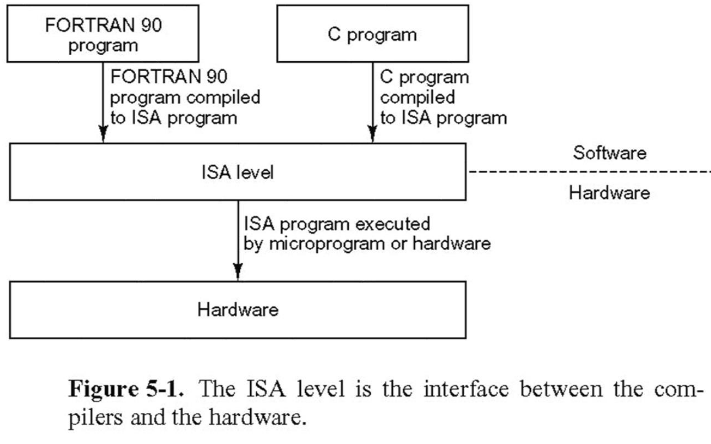 FORTRAN 90
program
C program
FORTRAN 90
program compiled
to ISA program
C program
compiled
to ISA program
ISA level
Software
Hardware
ISA program executed
by microprogram or hardware
Hardware
Figure 5-1. The ISA level is the interface between the com-
pilers and the hardware.